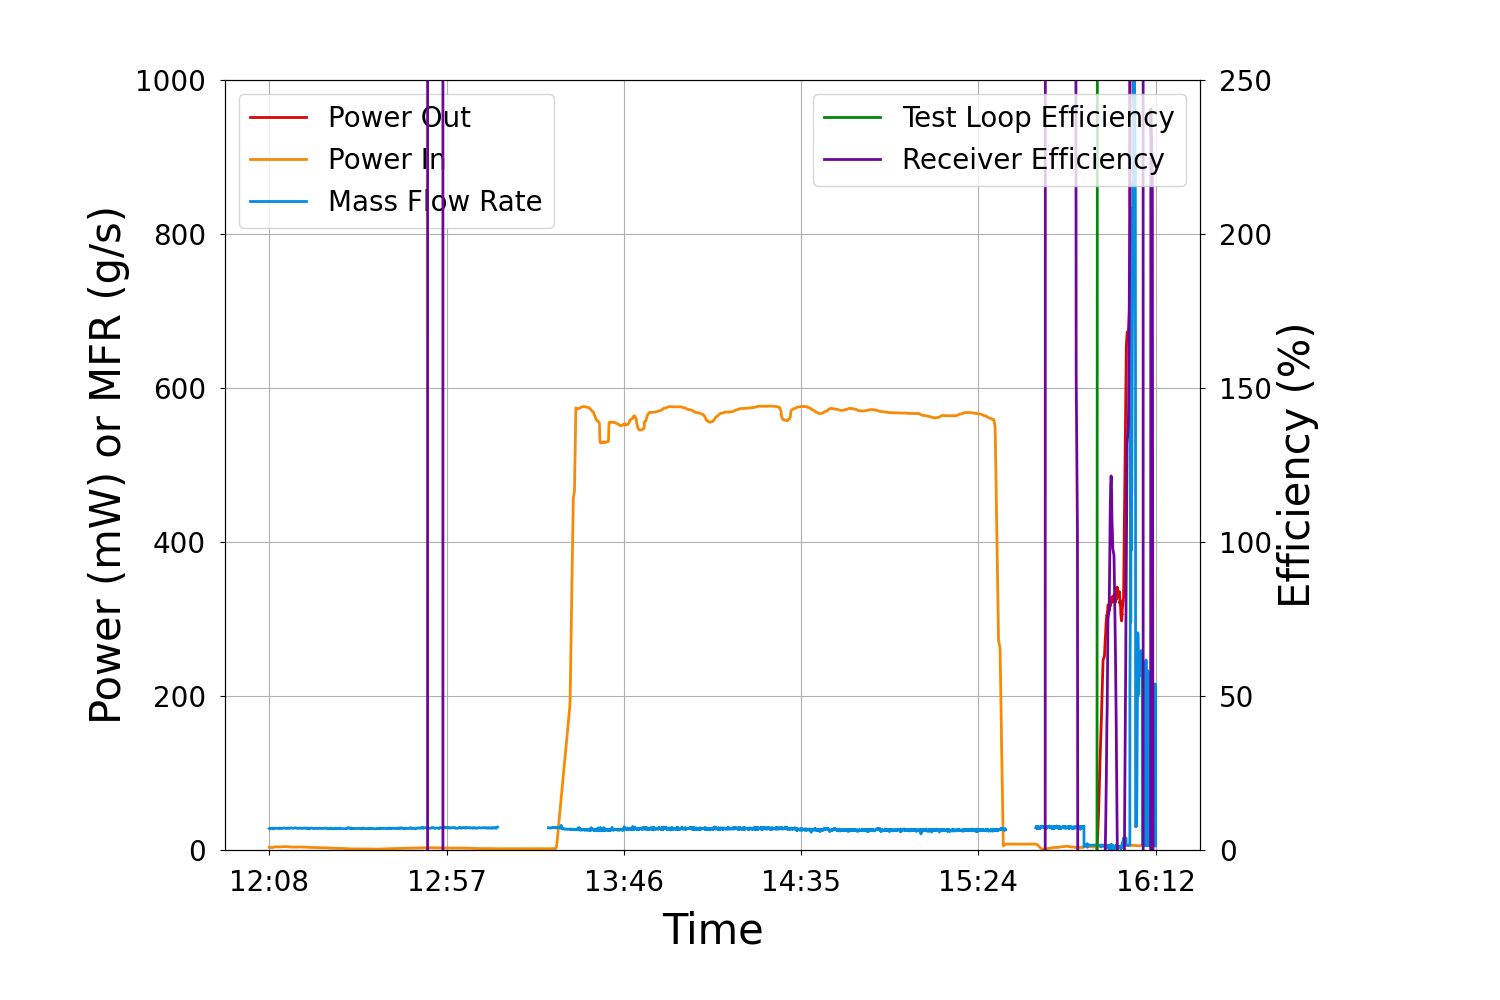 1000
800
600
400
200
0
Power (mW) or MFR (g/s)
Power Out
Power In
Mass Flow Rate
Test Loop Efficiency
Receiver Efficiency
250
200
150
100
50
0
Efficiency (%)
12:08 12:57 13:46 14:35 15:24 16:12
Time